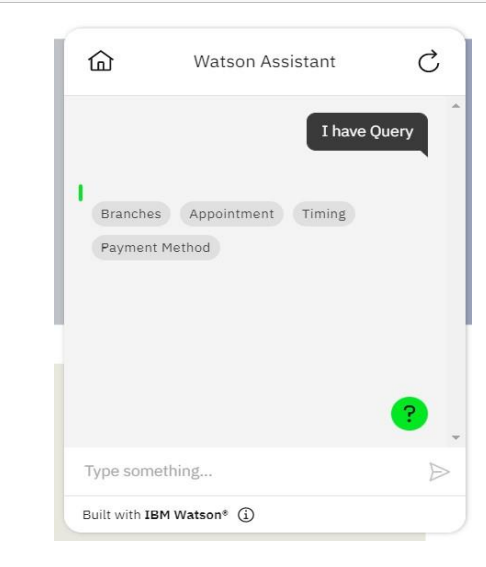 Watson Assistant
I have Query
Branches Appointment Timing
Payment Method
?
Type something...
Built with IBM Watson®